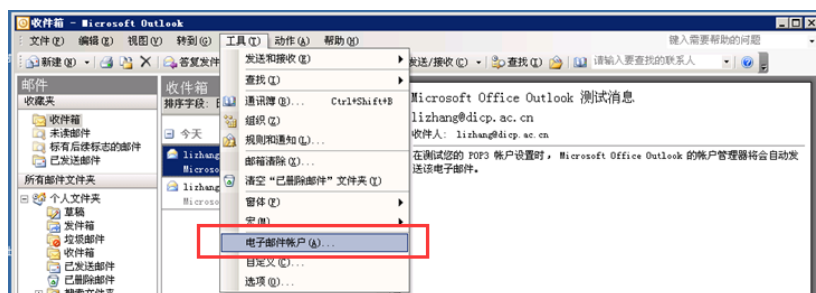 收件箱 - Microsoft Outlook
文件(F) 编辑(E) 视图(V) 转到(G) 工具(T) 动作(A) 帮助(H) 键入需要帮助的问题
新建(N) 答复发件 发送/接收(C) 查找(I) 请输入要查找的联系人
邮件
收藏夹
收件箱
未读邮件
标有后续标志的邮件
已发送邮件
所有邮件文件夹
个人文件夹
草稿
发件箱
垃圾邮件
收件箱
已发送邮件
已删除邮件
搜索文件夹
收件箱
排序字段:
今天
lizhang
Microso
lizhang
Microso
发送和接收(E)
查找(I)
通讯簿(B)... Ctrl+Shift+B
组织(Z)
规则和通知(L)...
邮箱清除(X)...
清空“已删除邮件”文件夹(Y)
窗体(F)
宏(M)
电子邮件帐户(A)...
自定义(C)...
选项(O)...
Microsoft Office Outlook 测试消息
lizhang@dicp.ac.cn
收件人: lizhang@dicp.ac.cn
在测试您的 POP3 帐户设置时, Microsoft Office Outlook 的帐户管理器将会自动发
送该电子邮件。